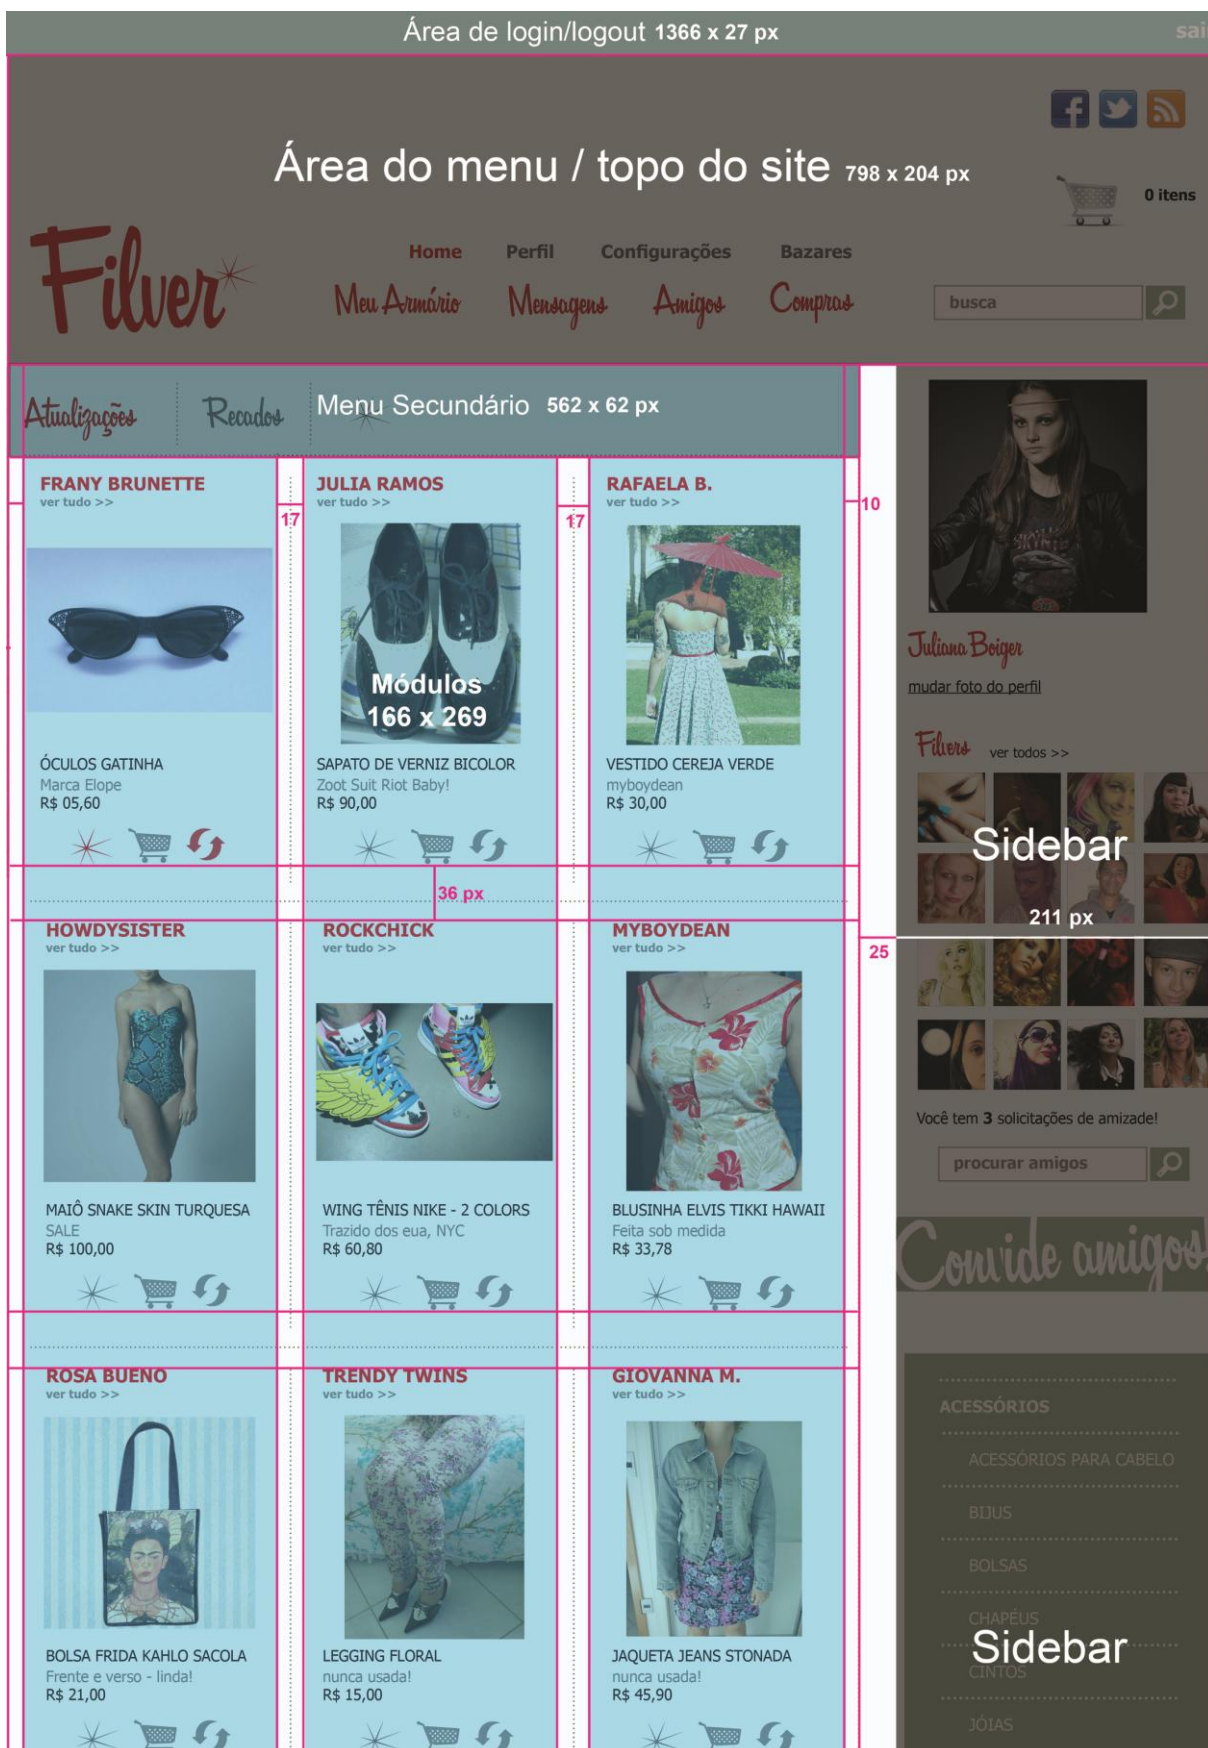 Área de login/logout 1366 x 27 px
sai
Área do menu / topo do site 798 x 204 px
0 itens
Filver
Home Perfil Configurações Bazares
Meu Armário Mensagens Amigos Compras
busca
Atualizações Recados Menu Secundário 562 x 62 px
FRANY BRUNETTE
ver tudo >>
JULIA RAMOS
ver tudo >>
RAFAELA B.
ver tudo >>
17
17
10
Módulos
166 x 269
ÓCULOS GATINHA
Marca Elope
R$ 05,60
SAPATO DE VERNIZ BICOLOR
Zoot Suit Riot Baby!
R$ 90,00
VESTIDO CEREJA VERDE
myboydean
R$ 30,00
Juliana Boiger
mudar foto do perfil
Filvers ver todos >>
Sidebar
211 px
36 px
25
HOWDYSISTER
ver tudo >>
ROCKCHICK
ver tudo >>
MYBOYDEAN
ver tudo >>
MAIÔ SNAKE SKIN TURQUESA
SALE
R$ 100,00
WING TÊNIS NIKE - 2 COLORS
Trazido dos eua, NYC
R$ 60,80
BLUSINHA ELVIS TIKKI HAWAII
Feita sob medida
R$ 33,78
Você tem 3 solicitações de amizade!
procurar amigos
Convide amigos!
ROSA BUENO
ver tudo >>
TRENDY TWINS
ver tudo >>
GIOVANNA M.
ver tudo >>
BOLSA FRIDA KAHLO SACOLA
Frente e verso - linda!
R$ 21,00
LEGGING FLORAL
nunca usada!
R$ 15,00
JAQUETA JEANS STONADA
nunca usada!
R$ 45,90
ACESSÓRIOS
ACESSÓRIOS PARA CABELO
BIJUS
BOLSAS
CHAPÉUS
Sidebar
CINTOS
JÓIAS